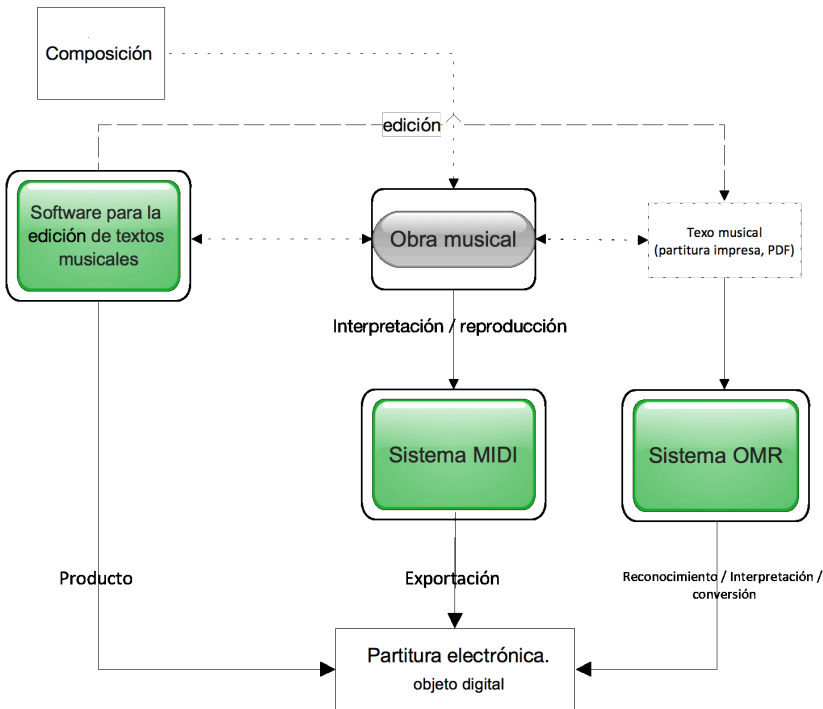 Composición
edición
Software para la
edición de textos
musicales
Obra musical
Texo musical
(partitura impresa, PDF)
Interpretación / reproducción
Sistema MIDI
Sistema OMR
Producto
Exportación
Reconocimiento / Interpretación /
conversión
Partitura electrónica.
objeto digital